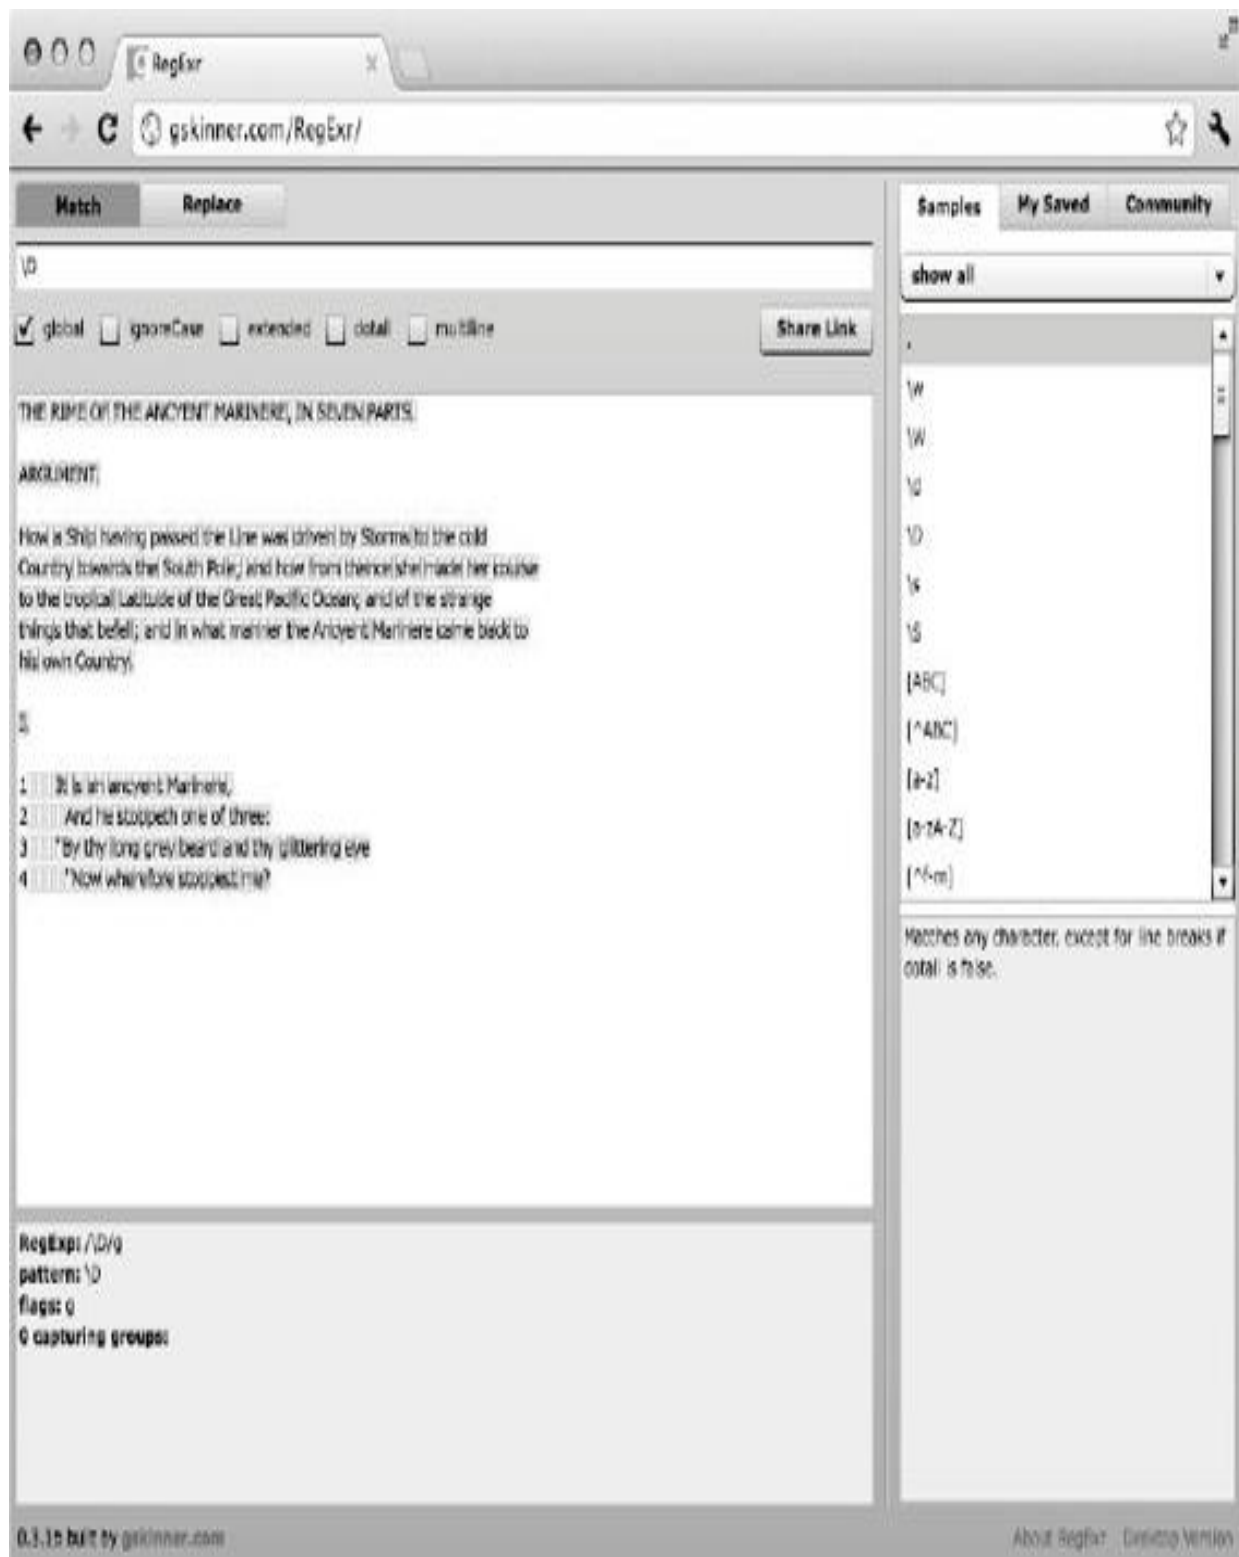 RegExr
gskinner.com/RegExr/
Match Replace
\D
global ignoreCase extended dotall multiline Share Link
THE RIME OF THE ANCYENT MARINERE, IN SEVEN PARTS.
ARGUMENT.
How a Ship having passed the Line was driven by Storms to the cold
Country towards the South Pole; and how from thence she made her course
to the tropical Latitude of the Great Pacific Ocean; and of the strange
things that befell; and in what manner the Ancyent Marinere came back to
his own Country.
I.
1 It is an ancyent Marinere,
2 And he stoppeth one of three:
3 "By thy long grey beard and thy glittering eye
4 "Now wherefore stoppest me?
RegExp: /\D/g
pattern: \D
flags: g
0 capturing groups:
0.3.1b built by gskinner.com
Samples My Saved Community
show all
.
\w
\W
\d
\D
\s
\S
[ABC]
[^ABC]
[a-z]
[a-zA-Z]
[^f-m]
Matches any character, except for line breaks if
dotall is false.
About RegExr Desktop Version